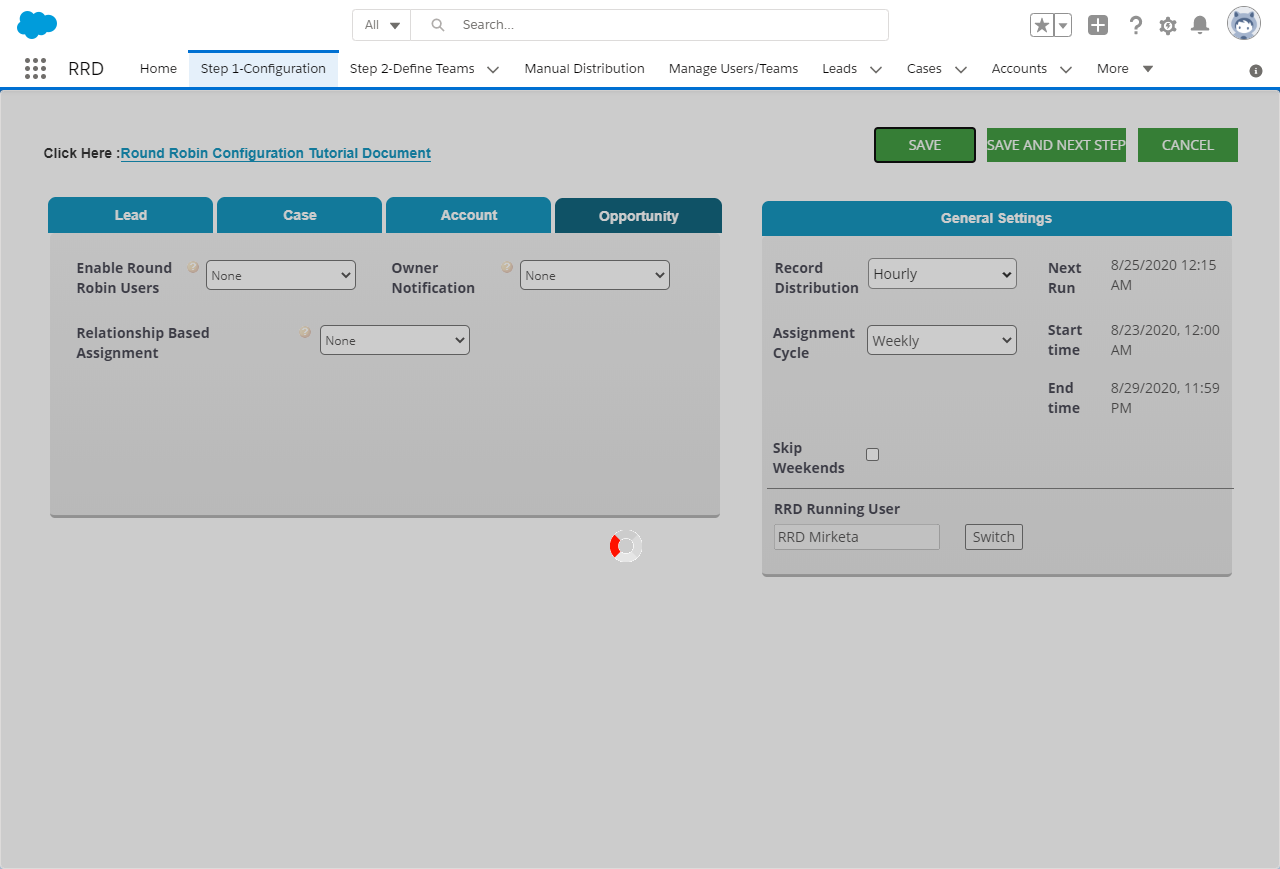 All
Search...
RRD
Home
Step 1-Configuration
Step 2-Define Teams
Manual Distribution
Manage Users/Teams
Leads
Cases
Accounts
More
Click Here :Round Robin Configuration Tutorial Document
SAVE
SAVE AND NEXT STEP
CANCEL
Lead
Case
Account
Opportunity
Enable Round
Robin Users
None
Owner
Notification
None
Relationship Based
Assignment
None
General Settings
Record
Distribution
Hourly
Next
Run
8/25/2020 12:15
AM
Assignment
Cycle
Weekly
Start
time
8/23/2020, 12:00
AM
End
time
8/29/2020, 11:59
PM
Skip
Weekends
RRD Running User
RRD Mirketa
Switch